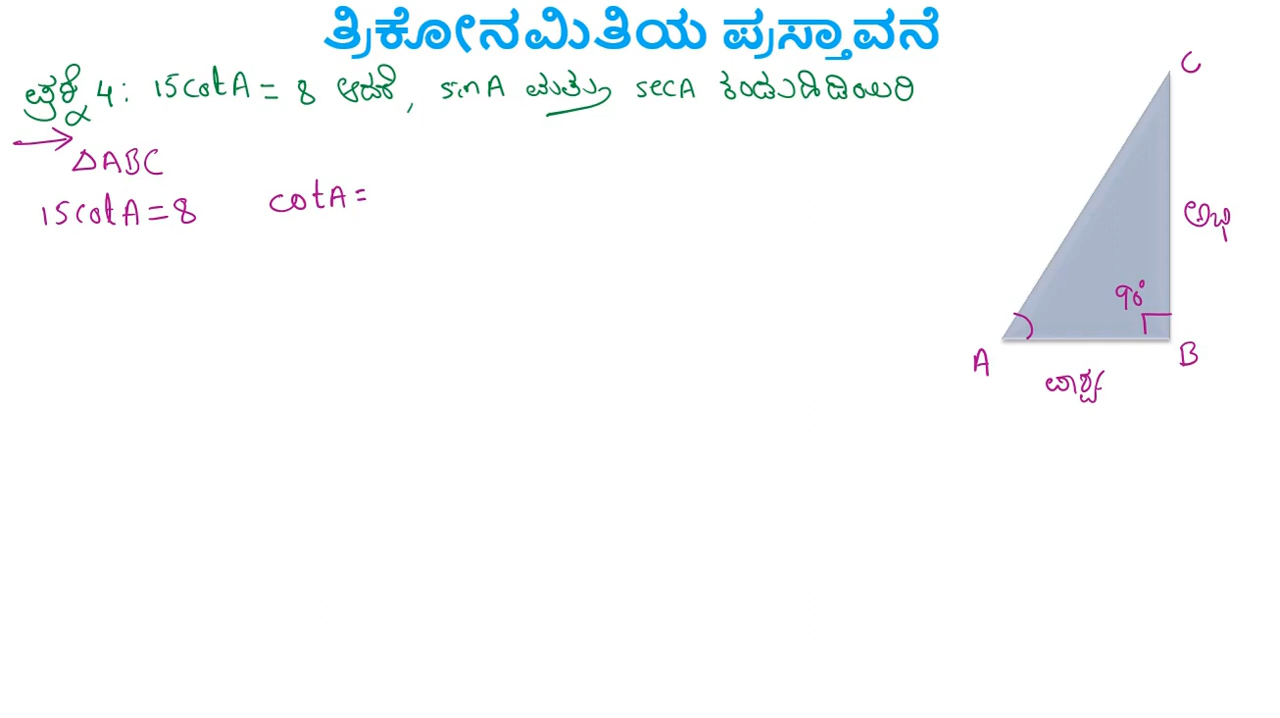 ತ್ರಿಕೋನಮಿತಿಯ ಪ್ರಸ್ತಾವನೆ
ಪ್ರಶ್ನೆ 4: 15cotA = 8 ಆದರೆ, sinA ಮತ್ತು secA ಕಂಡುಹಿಡಿಯಿರಿ
→
ΔABC
15cotA = 8 cotA =
C
ಅಭಿ
90°
A
B
ಪಾರ್ಶ್ವ